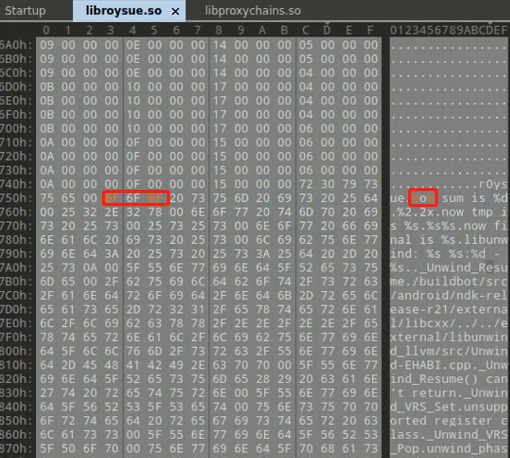 Startup libroysue.so × libproxychains.so
0 1 2 3 4 5 6 7 8 9 A B C D E F 0123456789ABCDEF
6A0h: 09 00 00 00 0E 00 00 00 14 00 00 00 05 00 00 00 ................
6B0h: 09 00 00 00 0E 00 00 00 14 00 00 00 05 00 00 00 ................
6C0h: 09 00 00 00 0E 00 00 00 14 00 00 00 04 00 00 00 ................
6D0h: 0B 00 00 00 10 00 00 00 17 00 00 00 04 00 00 00 ................
6E0h: 0B 00 00 00 10 00 00 00 17 00 00 00 04 00 00 00 ................
6F0h: 0B 00 00 00 10 00 00 00 17 00 00 00 04 00 00 00 ................
700h: 0B 00 00 00 10 00 00 00 17 00 00 00 06 00 00 00 ................
710h: 0A 00 00 00 0F 00 00 00 15 00 00 00 06 00 00 00 ................
720h: 0A 00 00 00 0F 00 00 00 15 00 00 00 06 00 00 00 ................
730h: 0A 00 00 00 0F 00 00 00 15 00 00 00 06 00 00 00 ................
740h: 0A 00 00 00 0F 00 00 00 15 00 00 00 72 30 79 73 ............r0ys
750h: 75 65 00 6F 20 73 75 6D 20 69 73 20 25 64 ue. o sum is %d
760h: 00 25 32 2E 32 78 00 6E 6F 77 20 74 6D 70 20 69 .%2.2x.now tmp i
770h: 73 20 25 73 00 25 73 25 73 00 6E 6F 77 20 66 69 s %s.%s%s.now fi
780h: 6E 61 6C 20 69 73 20 25 73 00 6C 69 62 75 6E 77 nal is %s.libunw
790h: 69 6E 64 3A 20 25 73 20 25 73 3A 25 64 20 2D 20 ind: %s %s:%d -
7A0h: 25 73 0A 00 5F 55 6E 77 69 6E 64 5F 52 65 73 75 %s.._Unwind_Resu
7B0h: 6D 65 00 2F 62 75 69 6C 64 62 6F 74 2F 73 72 63 me./buildbot/src
7C0h: 2F 61 6E 64 72 6F 69 64 2F 6E 64 6B 2D 72 65 6C /android/ndk-rel
7D0h: 65 61 73 65 2D 72 32 31 2F 65 78 74 65 72 6E 61 ease-r21/externa
7E0h: 6C 2F 6C 69 62 63 78 78 2F 2E 2E 2F 2E 2E 2F 65 l/libcxx/../../e
7F0h: 78 74 65 72 6E 61 6C 2F 6C 69 62 75 6E 77 69 6E xternal/libunwin
800h: 64 5F 6C 6C 76 6D 2F 73 72 63 2F 55 6E 77 69 6E d_llvm/src/Unwin
810h: 64 2D 45 48 41 42 49 2E 63 70 70 00 5F 55 6E 77 d-EHABI.cpp._Unw
820h: 69 6E 64 5F 52 65 73 75 6D 65 28 29 20 63 61 6E ind_Resume() can
830h: 27 74 20 72 65 74 75 72 6E 00 5F 55 6E 77 69 6E 't return._Unwin
840h: 64 5F 56 52 53 5F 53 65 74 00 75 6E 73 75 70 70 d_VRS_Set.unsupp
850h: 6F 72 74 65 64 20 72 65 67 69 73 74 65 72 20 63 orted register c
860h: 6C 61 73 73 00 5F 55 6E 77 69 6E 64 5F 56 52 53 lass._Unwind_VRS
870h: 5F 50 6F 70 00 75 6E 77 69 6E 64 5F 70 68 61 73 _Pop.unwind_phas